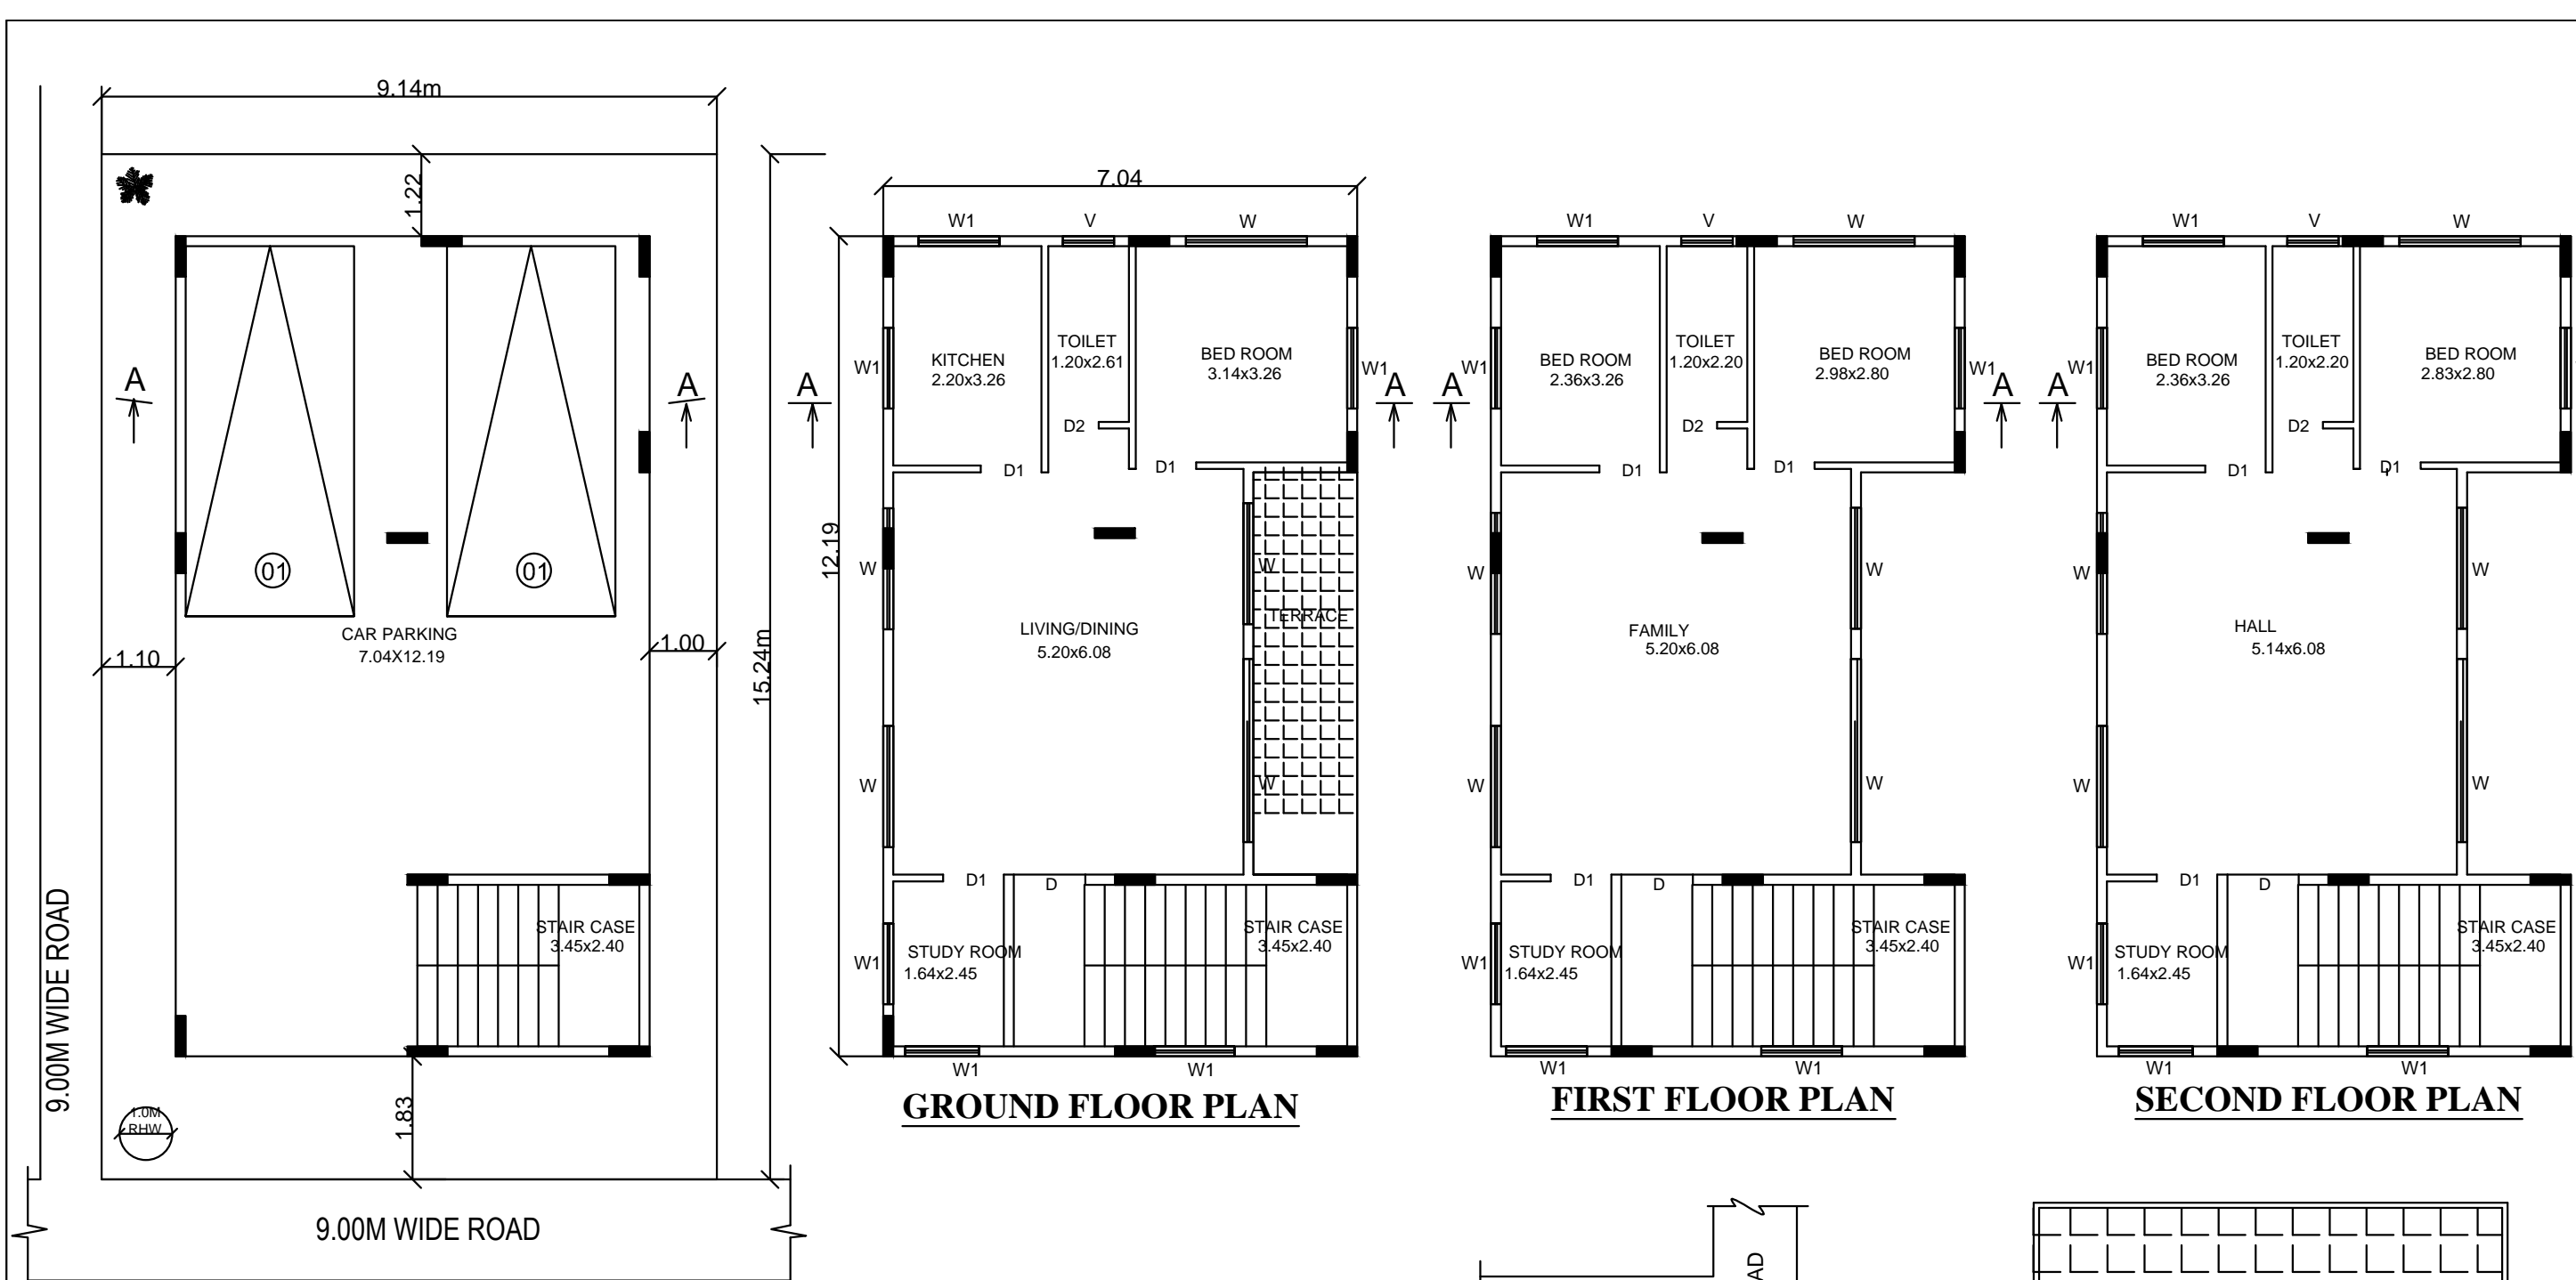 9.14m
1.22
A
A
01
01
CAR PARKING
7.04X12.19
1.10
1.00
15.24m
STAIR CASE
3.45x2.40
9.00M WIDE ROAD
1.0M
RHW
1.83
9.00M WIDE ROAD
7.04
W1
V
W
12.19
A
W1
KITCHEN
2.20x3.26
TOILET
1.20x2.61
BED ROOM
3.14x3.26
W1
A
D2
D1
D1
W
W
TERRACE
LIVING/DINING
5.20x6.08
W
W
D1
D
STAIR CASE
3.45x2.40
W1
STUDY ROOM
1.64x2.45
W1
W1
GROUND FLOOR PLAN
W1
V
W
A
W1
BED ROOM
2.36x3.26
TOILET
1.20x2.20
BED ROOM
2.98x2.80
W1
A
D2
D1
D1
W
W
FAMILY
5.20x6.08
W
W
D1
D
STAIR CASE
3.45x2.40
W1
STUDY ROOM
1.64x2.45
W1
W1
FIRST FLOOR PLAN
W1
V
W
A
W1
BED ROOM
2.36x3.26
TOILET
1.20x2.20
BED ROOM
2.83x2.80
D2
D1
D1
W
W
HALL
5.14x6.08
W
W
D1
D
STAIR CASE
3.45x2.40
W1
STUDY ROOM
1.64x2.45
W1
W1
SECOND FLOOR PLAN